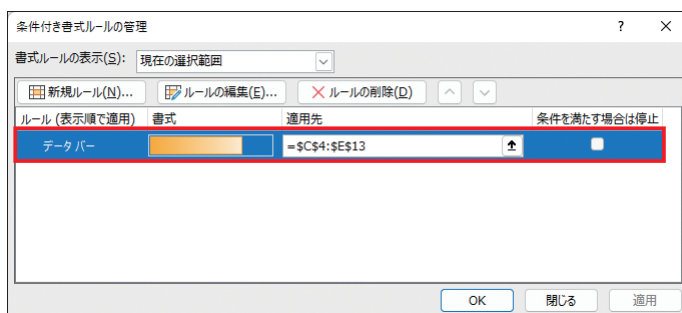 条件付き書式ルールの管理 ? ×
書式ルールの表示(S): 現在の選択範囲
新規ルール(N)... ルールの編集(E)... ルールの削除(D)
ルール (表示順で適用) 書式 適用先 条件を満たす場合は停止
データ バー =$C$4:$E$13
OK 閉じる 適用